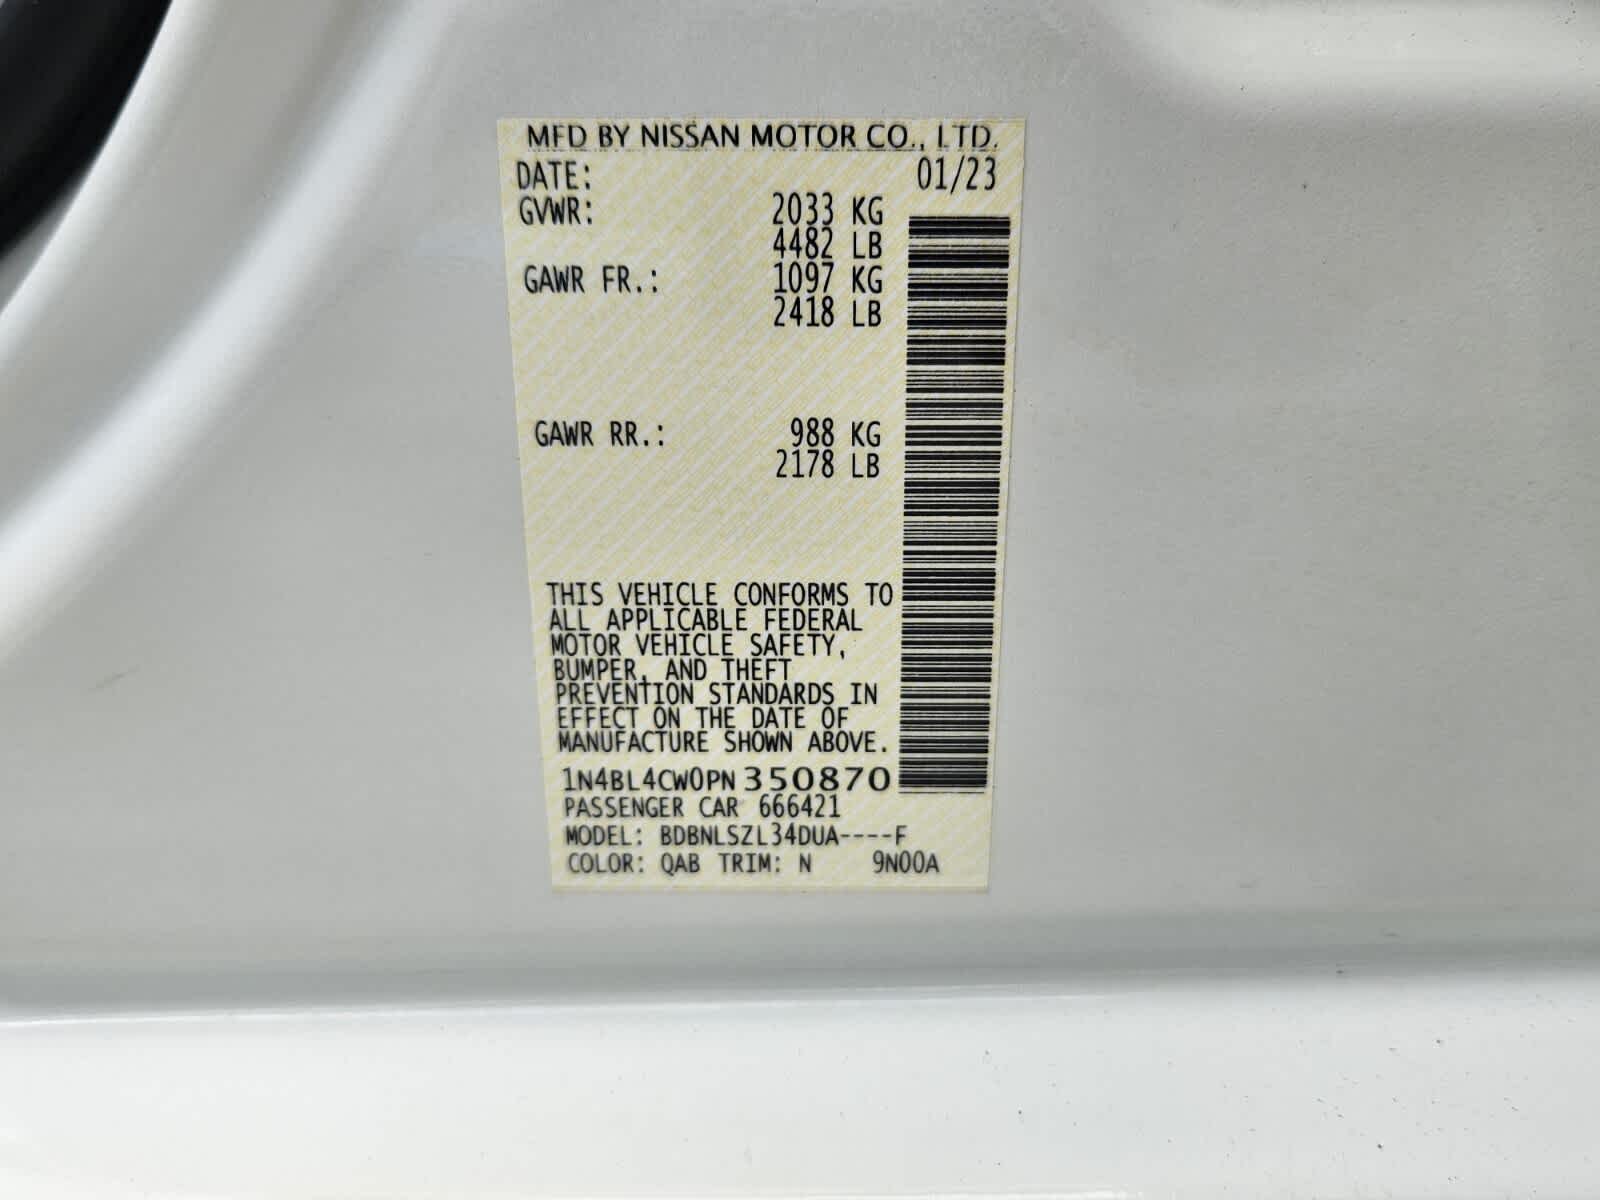 MFD BY NISSAN MOTOR CO., LTD.
DATE: 01/23
GVWR: 2033 KG
4482 LB
GAWR FR.: 1097 KG
2418 LB
GAWR RR.: 988 KG
2178 LB
THIS VEHICLE CONFORMS TO
ALL APPLICABLE FEDERAL
MOTOR VEHICLE SAFETY,
BUMPER, AND THEFT
PREVENTION STANDARDS IN
EFFECT ON THE DATE OF
MANUFACTURE SHOWN ABOVE.
1N4BL4CW0PN350870
PASSENGER CAR 666421
MODEL: BDBNLSZL34DUA----F
COLOR: QAB TRIM: N 9N00A